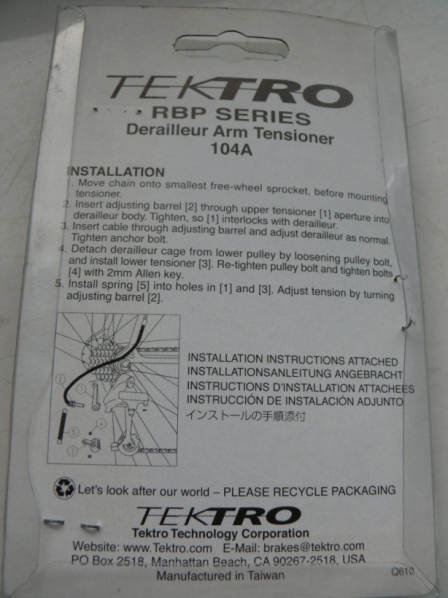 TEKTRO
RBP SERIES
Derailleur Arm Tensioner
104A
INSTALLATION
1. Move chain onto smallest free-wheel sprocket, before mounting
tensioner.
2. Insert adjusting barrel [2] through upper tensioner [1] aperture into
derailleur body. Tighten, so [1] interlocks with derailleur.
3. Insert cable through adjusting barrel and adjust derailleur as normal.
Tighten anchor bolt.
4. Detach derailleur cage from lower pulley by loosening pulley bolt,
and install lower tensioner [3]. Re-tighten pulley bolt and tighten bolts
[4] with 2mm Allen key.
5. Install spring [5] into holes in [1] and [3]. Adjust tension by turning
adjusting barrel [2].
INSTALLATION INSTRUCTIONS ATTACHED
INSTALLATIONSANLEITUNG ANGEBRACHT
INSTRUCTIONS D'INSTALLATION ATTACHEES
INSTRUCCIÓN DE INSTALACIÓN ADJUNTO
インストールの手順添付
Let's look after our world – PLEASE RECYCLE PACKAGING
TEKTRO
Tektro Technology Corporation
Website: www.Tektro.com E-Mail: brakes@tektro.com
PO Box 2518, Manhattan Beach, CA 90267-2518, USA
Manufactured in Taiwan
Q610